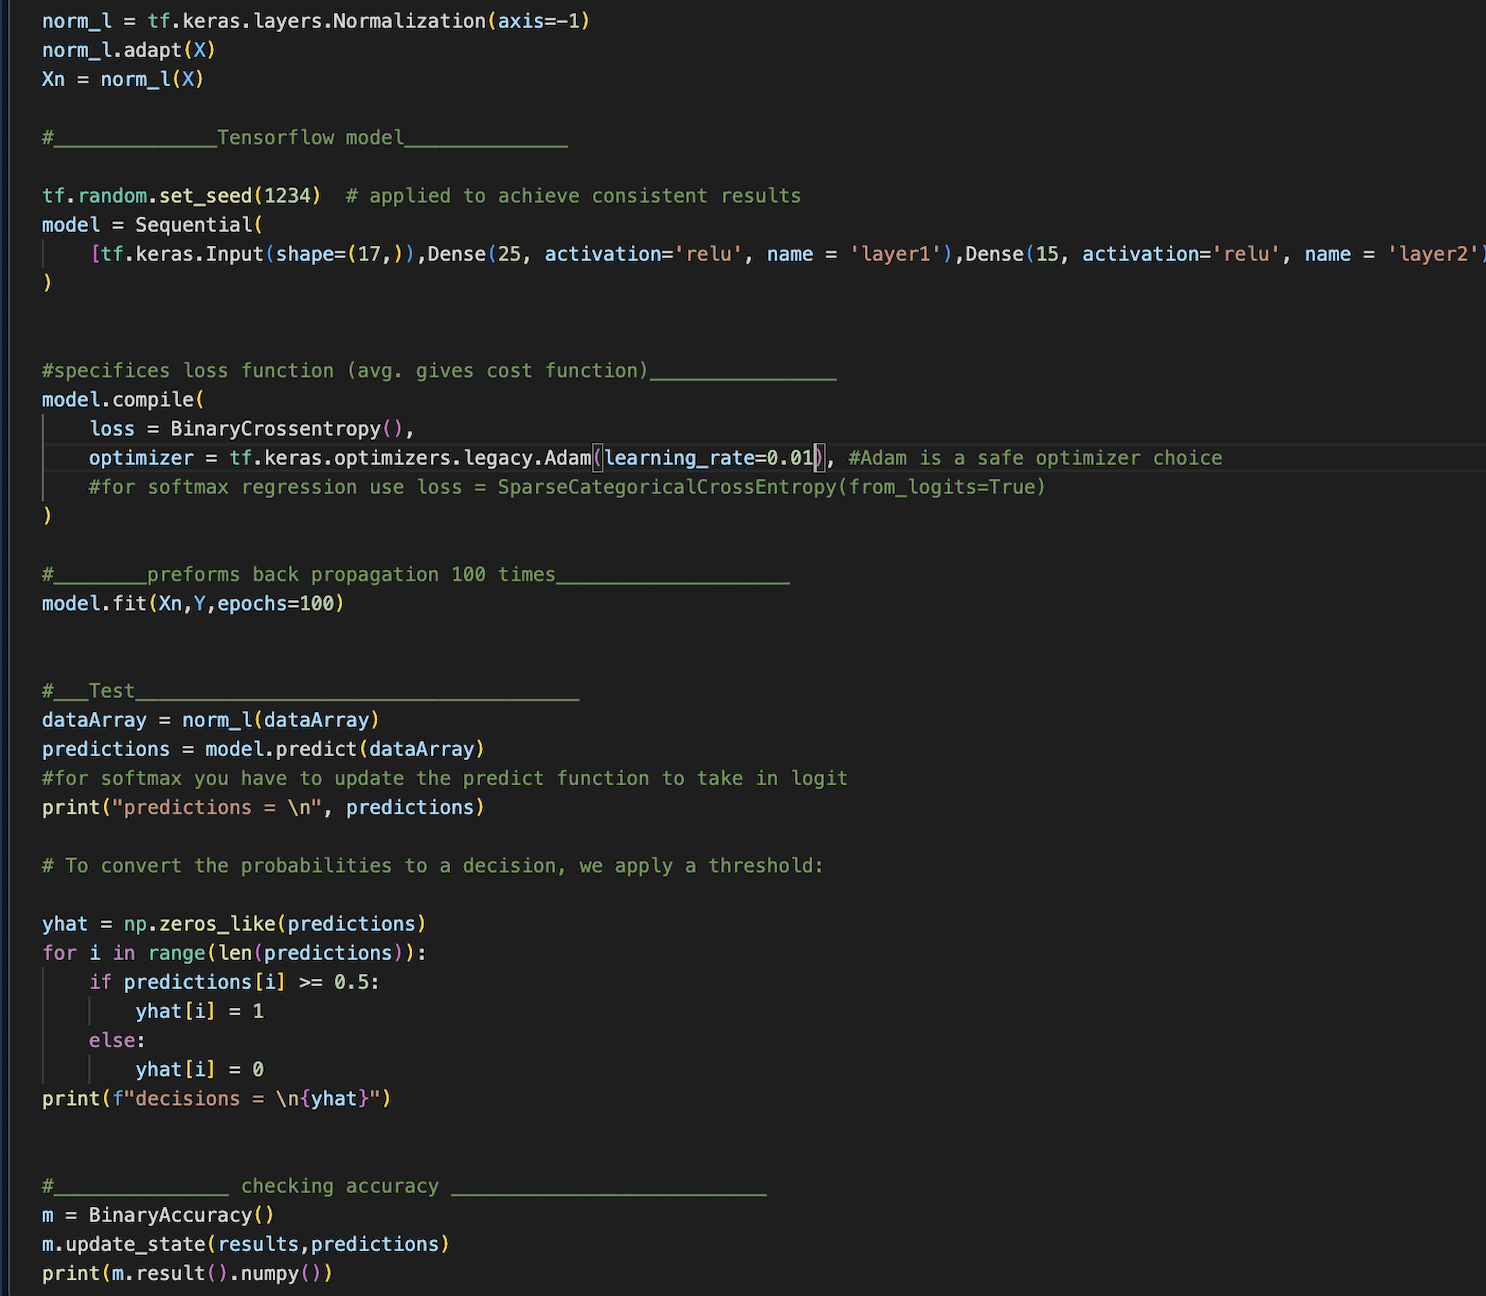 norm_l = tf.keras.layers.Normalization(axis=-1)
norm_l.adapt(X)
Xn = norm_l(X)
#______________Tensorflow model______________
tf.random.set_seed(1234)  # applied to achieve consistent results
model = Sequential(
    [tf.keras.Input(shape=(17,)),Dense(25, activation='relu', name = 'layer1'),Dense(15, activation='relu', name = 'layer2')
)
#specifices loss function (avg. gives cost function)________________
model.compile(
    loss = BinaryCrossentropy(),
    optimizer = tf.keras.optimizers.legacy.Adam(learning_rate=0.01), #Adam is a safe optimizer choice
    #for softmax regression use loss = SparseCategoricalCrossEntropy(from_logits=True)
)
#________preforms back propagation 100 times____________________
model.fit(Xn,Y,epochs=100)
#___Test______________________________________
dataArray = norm_l(dataArray)
predictions = model.predict(dataArray)
#for softmax you have to update the predict function to take in logit
print("predictions = \n", predictions)
# To convert the probabilities to a decision, we apply a threshold:
yhat = np.zeros_like(predictions)
for i in range(len(predictions)):
    if predictions[i] >= 0.5:
        yhat[i] = 1
    else:
        yhat[i] = 0
print(f"decisions = \n{yhat}")
#_______________ checking accuracy ___________________________
m = BinaryAccuracy()
m.update_state(results,predictions)
print(m.result().numpy())